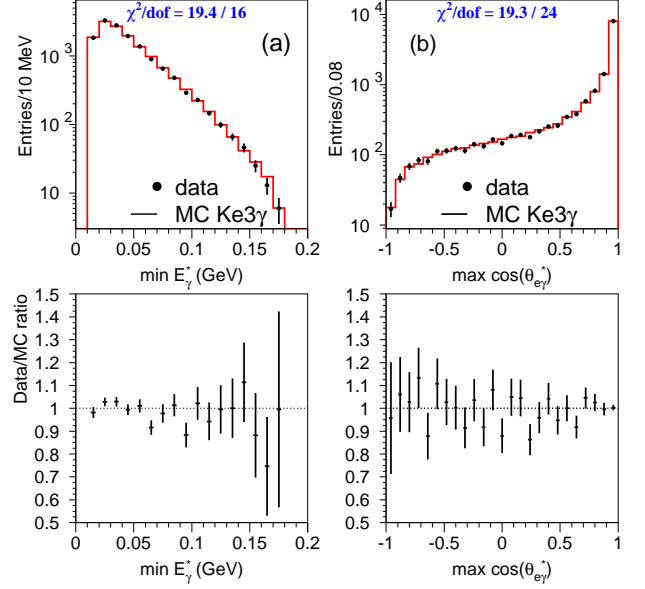 χ²/dof = 19.4 / 16
(a)
Entries/10 MeV
10³
10²
10
data
MC Ke3γ
0 0.05 0.1 0.15 0.2
min E*γ (GeV)
χ²/dof = 19.3 / 24
(b)
Entries/0.08
10⁴
10³
10²
10
data
MC Ke3γ
-1 -0.5 0 0.5 1
max cos(θ*eγ)
Data/MC ratio
1.5
1.4
1.3
1.2
1.1
1
0.9
0.8
0.7
0.6
0.5
0 0.05 0.1 0.15 0.2
min E*γ (GeV)
1.5
1.4
1.3
1.2
1.1
1
0.9
0.8
0.7
0.6
0.5
-1 -0.5 0 0.5 1
max cos(θ*eγ)